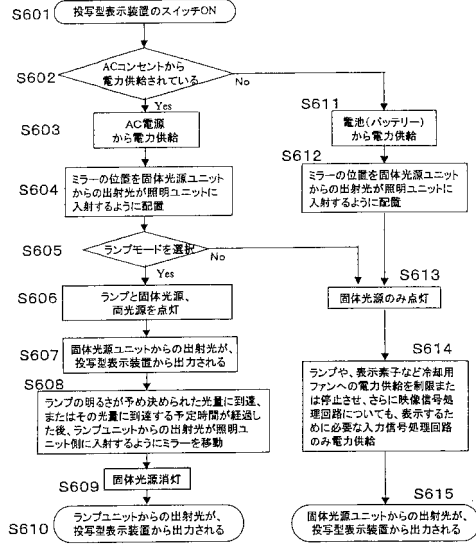 S601
投写型表示装置のスイッチON
S602
ACコンセントから
電力供給されている
No
Yes
S603
AC電源
から電力供給
S611
電池(バッテリー)
から電力供給
S604
ミラーの位置を固体光源ユニット
からの出射光が照明ユニットに
入射するように配置
S612
ミラーの位置を固体光源ユニット
からの出射光が照明ユニットに
入射するように配置
S605
ランプモードを選択
No
Yes
S606
ランプと固体光源、
両光源を点灯
S613
固体光源のみ点灯
S607
固体光源ユニットからの出射光が、
投写型表示装置から出力される
S608
ランプの明るさが予め決められた光量に到達、
またはその光量に到達する予定時間が経過し
た後、ランプユニットからの出射光が照明ユ
ニット側に入射するようにミラーを移動
S614
ランプや、表示素子など冷却用
ファンへの電力供給を制限また
は停止させ、さらに映像信号処
理回路についても、表示するた
めに必要な入力信号処理回路
のみ電力供給
S609
固体光源消灯
S610
ランプユニットからの出射光が、
投写型表示装置から出力される
S615
固体光源ユニットからの出射光が、
投写型表示装置から出力される